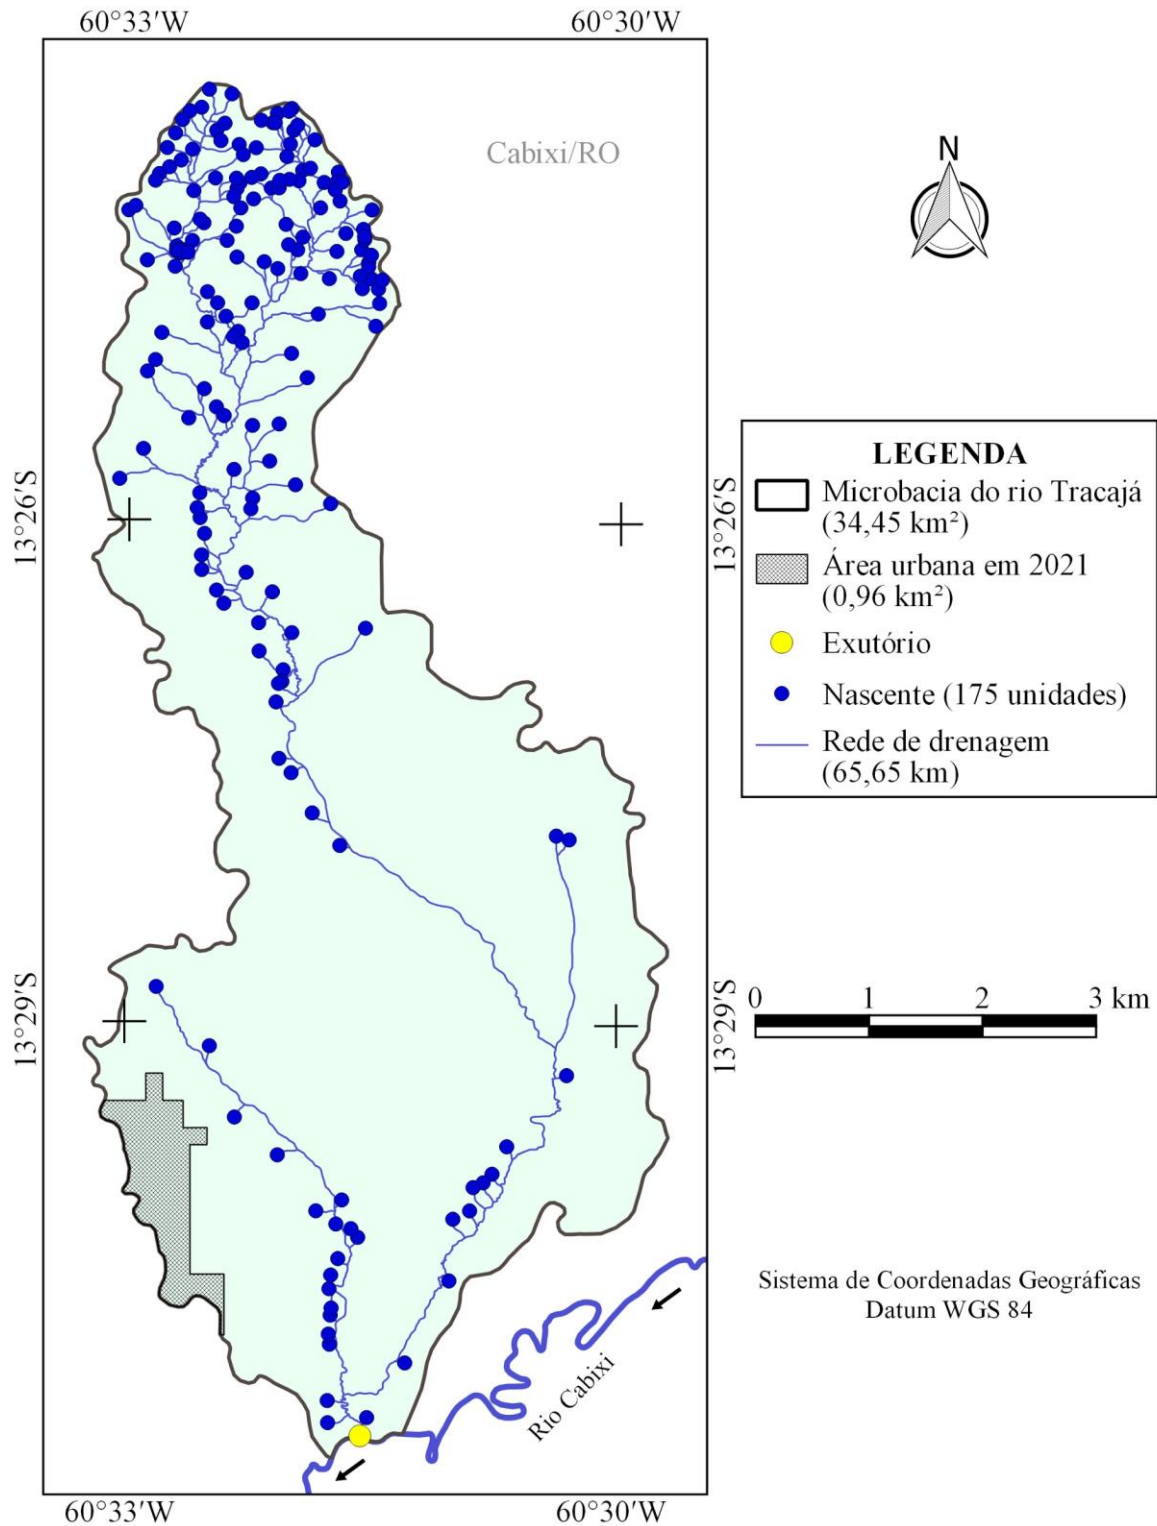 60°33′W
60°30′W
Cabixi/RO
N
LEGENDA
Microbacia do rio Tracajá
(34,45 km²)
Área urbana em 2021
(0,96 km²)
Exutório
Nascente (175 unidades)
Rede de drenagem
(65,65 km)
13°26′S
13°26′S
13°29′S
13°29′S
0 1 2 3 km
Sistema de Coordenadas Geográficas
Datum WGS 84
Rio Cabixi
60°33′W
60°30′W